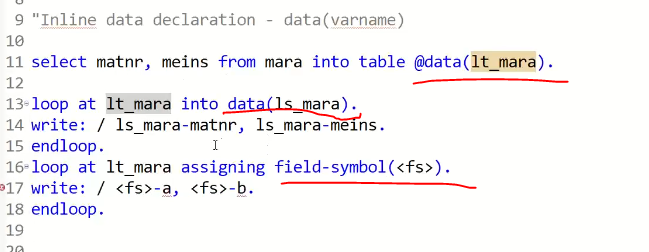 8
9 "Inline data declaration - data(varname)
10
11 select matnr, meins from mara into table @data(lt_mara).
12
13 loop at lt_mara into data(ls_mara).
14 write: / ls_mara-matnr, ls_mara-meins.
15 endloop.
16 loop at lt_mara assigning field-symbol(<fs>).
17 write: / <fs>-a, <fs>-b.
18 endloop.
19
20